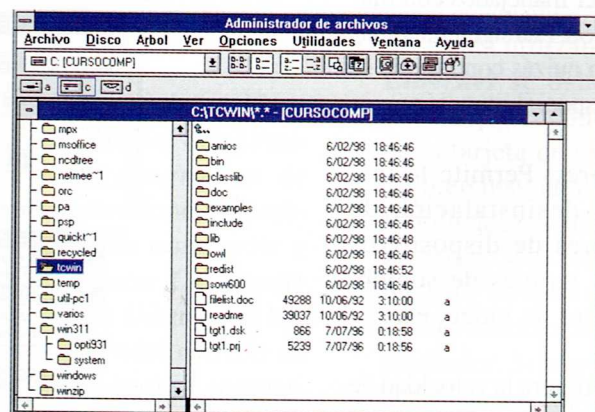 Administrador de archivos
Archivo Disco Arbol Ver Opciones Utilidades Ventana Ayuda
C: [CURSOCOMP]
a c d
C:\TCWIN\*.* - [CURSOCOMP]
mpx
msoffice
ncdtree
netmee~1
orc
pa
psp
quickt~1
recycled
tcwin
temp
util-pc1
varios
win311
opti931
system
windows
winzip
..
amios 6/02/98 18:46:46
bin 6/02/98 18:46:46
classlib 6/02/98 18:46:46
doc 6/02/98 18:46:46
examples 6/02/98 18:46:46
include 6/02/98 18:46:46
lib 6/02/98 18:46:48
owl 6/02/98 18:46:46
redist 6/02/98 18:46:52
sow600 6/02/98 18:46:46
filelist.doc 49288 10/06/92 3:10:00 a
readme 39037 10/06/92 3:10:00 a
tgt1.dsk 866 7/07/96 0:18:58 a
tgt1.prj 5239 7/07/96 0:18:56 a